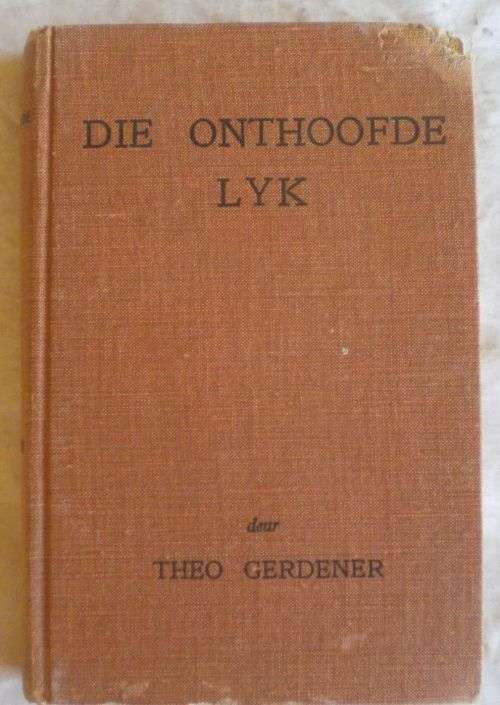 DIE ONTHOOFDE
LYK
deur
THEO GERDENER